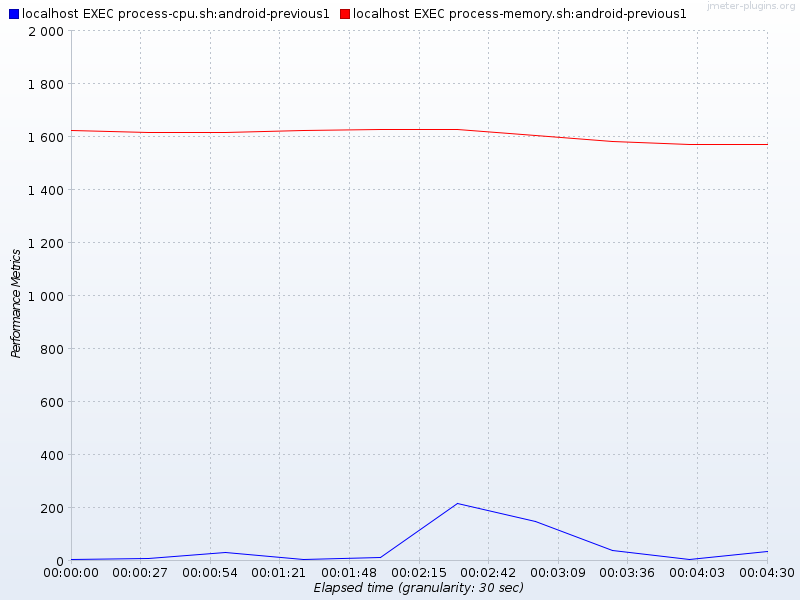 localhost EXEC process-cpu.sh:android-previous1 localhost EXEC process-memory.sh:android-previous1
jmeter-plugins.org
2 000
1 800
1 600
1 400
1 200
1 000
800
600
400
200
0
Performance Metrics
00:00:00 00:00:27 00:00:54 00:01:21 00:01:48 00:02:15 00:02:42 00:03:09 00:03:36 00:04:03 00:04:30
Elapsed time (granularity: 30 sec)